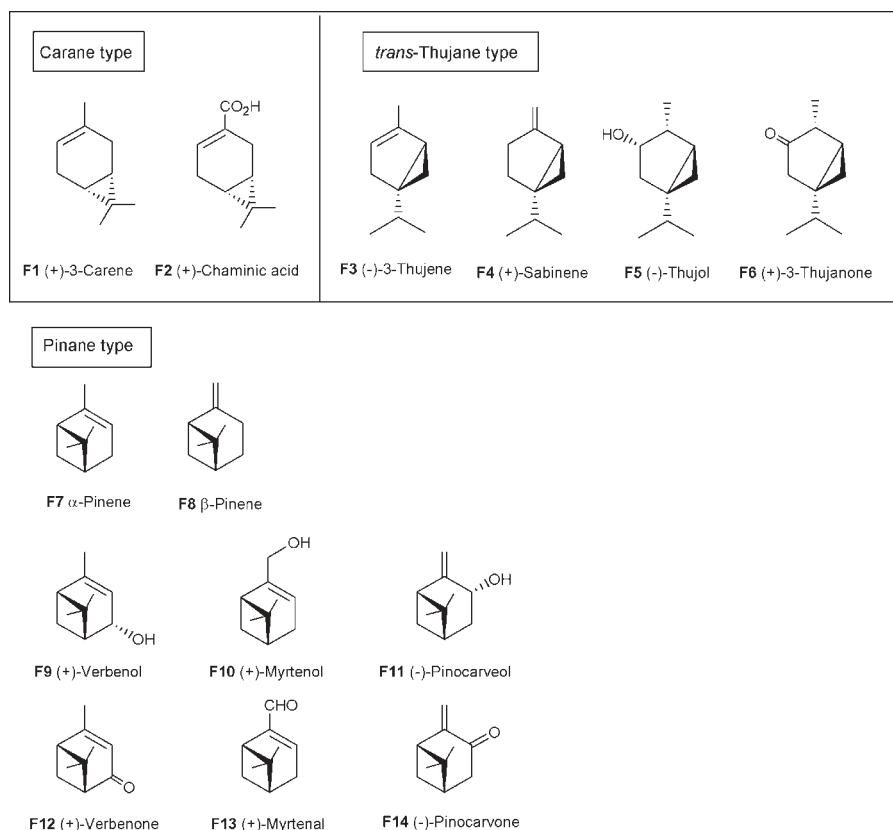 Carane type
trans-Thujane type
CO2H
HO
O
F1 (+)-3-Carene
F2 (+)-Chaminic acid
F3 (-)-3-Thujene
F4 (+)-Sabinene
F5 (-)-Thujol
F6 (+)-3-Thujanone
Pinane type
F7 α-Pinene
F8 β-Pinene
OH
OH
OH
F9 (+)-Verbenol
F10 (+)-Myrtenol
F11 (-)-Pinocarveol
CHO
O
O
F12 (+)-Verbenone
F13 (+)-Myrtenal
F14 (-)-Pinocarvone